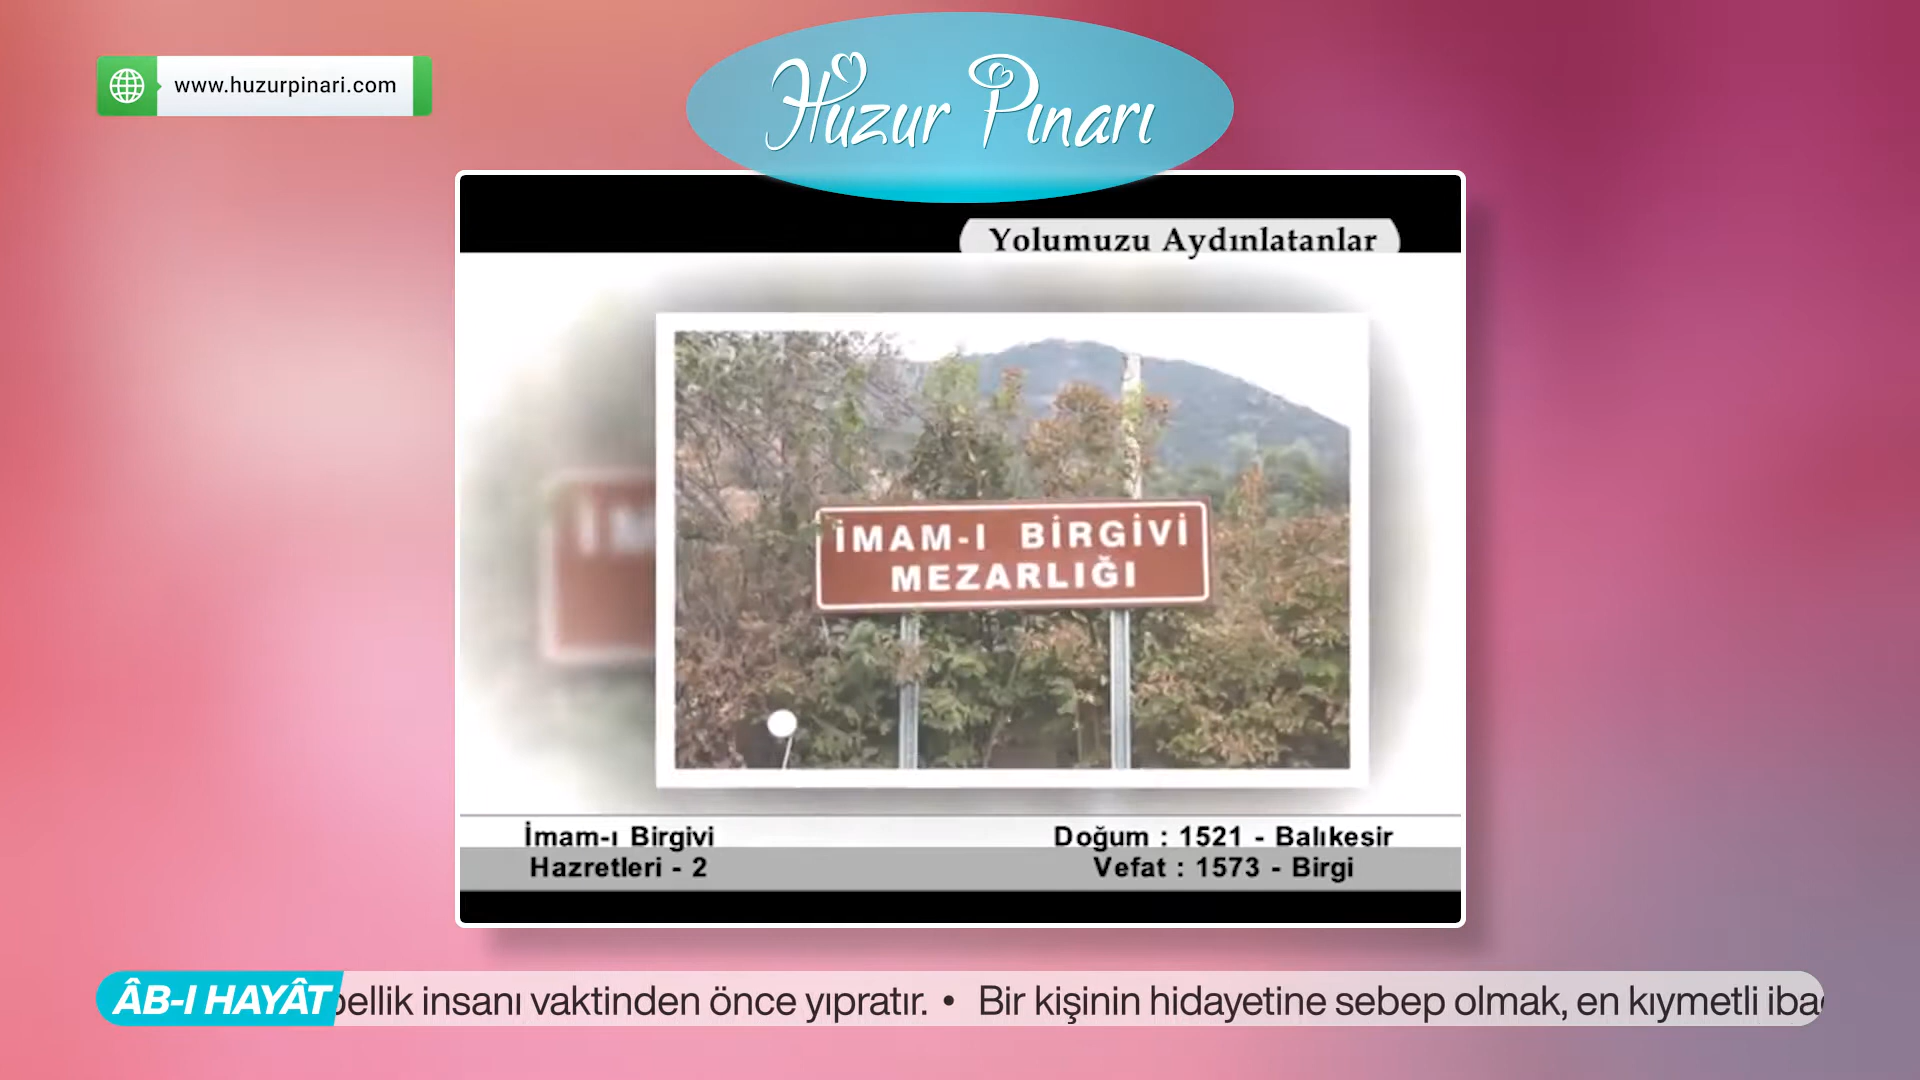 www.huzurpinari.com
Huzur Pınarı
Yolumuzu Aydınlatanlar
İMAM-I BİRGİVİ
MEZARLIĞI
İmam-ı Birgivi
Hazretleri - 2
Doğum : 1521 - Balıkesir
Vefat : 1573 - Birgi
ÂB-I HAYÂT
insanı vaktinden önce yıpratır. • Bir kişinin hidayetine sebep olmak, en kıymetli